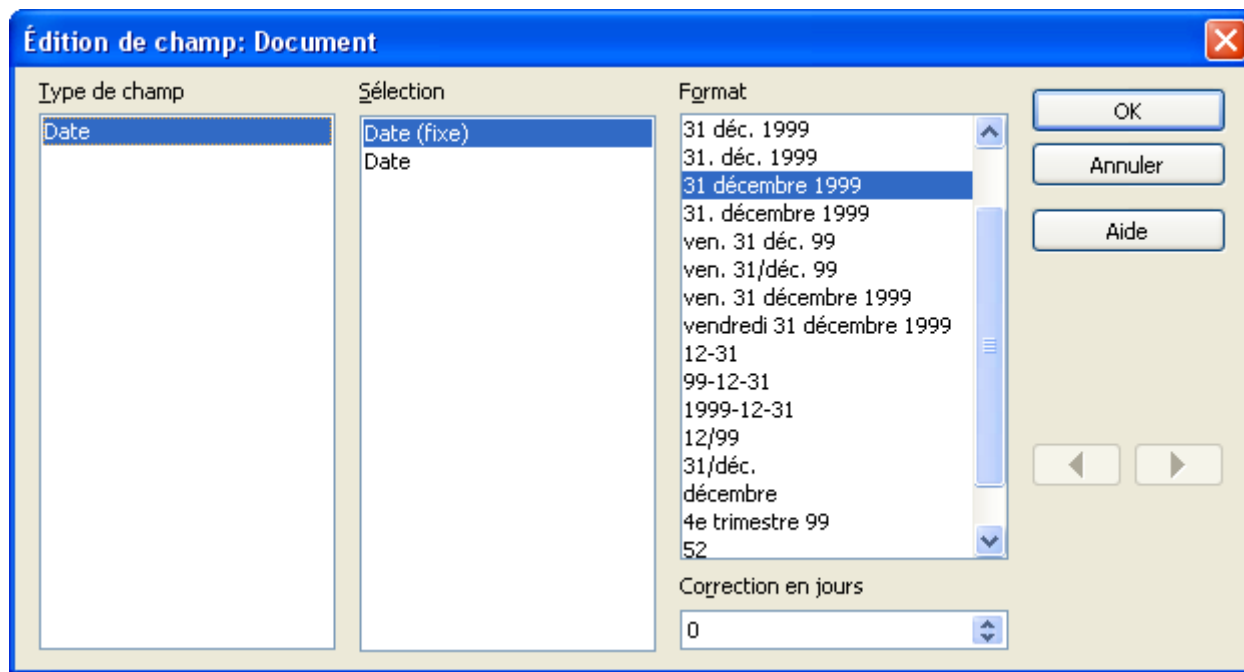 Édition de champ: Document
Type de champ
Date
Sélection
Date (fixe)
Date
Format
31 déc. 1999
31. déc. 1999
31 décembre 1999
31. décembre 1999
ven. 31 déc. 99
ven. 31/déc. 99
ven. 31 décembre 1999
vendredi 31 décembre 1999
12-31
99-12-31
1999-12-31
12/99
31/déc.
décembre
4e trimestre 99
52
Correction en jours
0
OK
Annuler
Aide